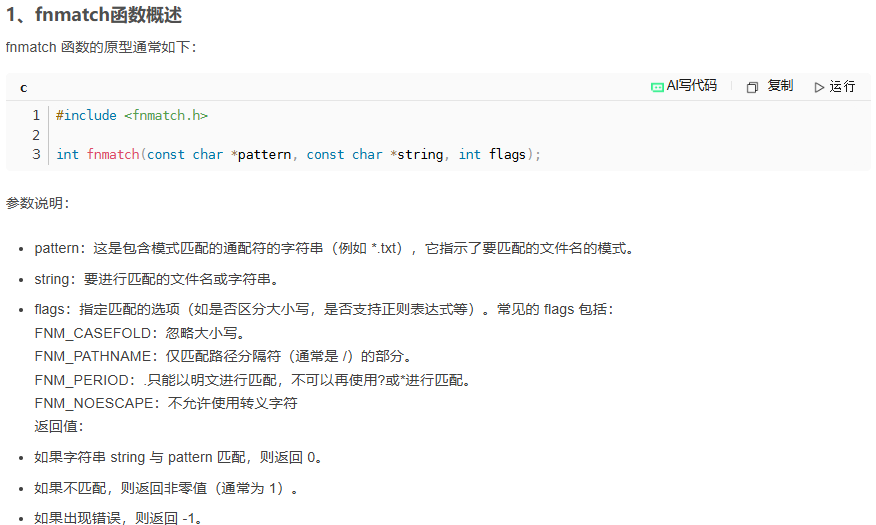 1、fnmatch函数概述
fnmatch 函数的原型通常如下：
c AI写代码 复制 运行
1 #include <fnmatch.h>
2
3 int fnmatch(const char *pattern, const char *string, int flags);
参数说明：
• pattern：这是包含模式匹配的通配符的字符串（例如 *.txt），它指示了要匹配的文件名的模式。
• string：要进行匹配的文件名或字符串。
• flags：指定匹配的选项（如是否区分大小写，是否支持正则表达式等）。常见的 flags 包括：
FNM_CASEFOLD：忽略大小写。
FNM_PATHNAME：仅匹配路径分隔符（通常是 /）的部分。
FNM_PERIOD：.只能以明文进行匹配，不可以再使用?或*进行匹配。
FNM_NOESCAPE：不允许使用转义字符
返回值：
• 如果字符串 string 与 pattern 匹配，则返回 0。
• 如果不匹配，则返回非零值（通常为 1）。
• 如果出现错误，则返回 -1。